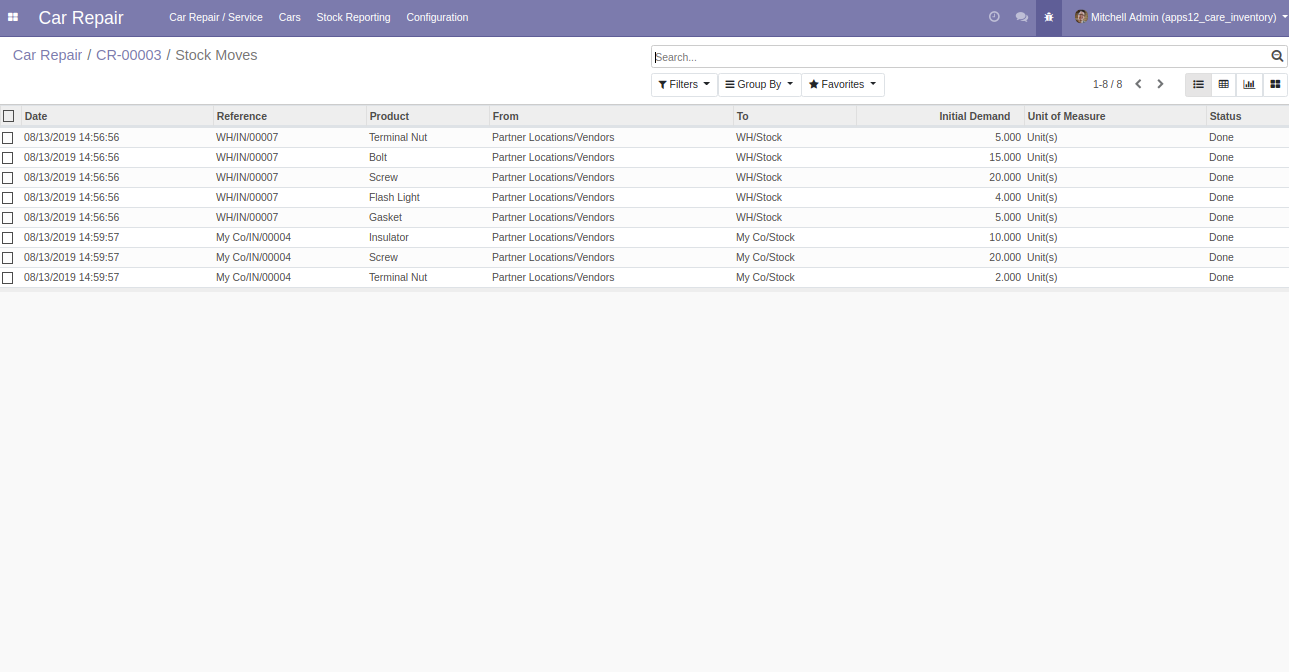 Car Repair Car Repair / Service Cars Stock Reporting Configuration Mitchell Admin (apps12_care_inventory)
Car Repair / CR-00003 / Stock Moves Search...
Filters Group By Favorites 1-8 / 8
Date Reference Product From To Initial Demand Unit of Measure Status
08/13/2019 14:56:56 WH/IN/00007 Terminal Nut Partner Locations/Vendors WH/Stock 5.000 Unit(s) Done
08/13/2019 14:56:56 WH/IN/00007 Bolt Partner Locations/Vendors WH/Stock 15.000 Unit(s) Done
08/13/2019 14:56:56 WH/IN/00007 Screw Partner Locations/Vendors WH/Stock 20.000 Unit(s) Done
08/13/2019 14:56:56 WH/IN/00007 Flash Light Partner Locations/Vendors WH/Stock 4.000 Unit(s) Done
08/13/2019 14:56:56 WH/IN/00007 Gasket Partner Locations/Vendors WH/Stock 5.000 Unit(s) Done
08/13/2019 14:59:57 My Co/IN/00004 Insulator Partner Locations/Vendors My Co/Stock 10.000 Unit(s) Done
08/13/2019 14:59:57 My Co/IN/00004 Screw Partner Locations/Vendors My Co/Stock 20.000 Unit(s) Done
08/13/2019 14:59:57 My Co/IN/00004 Terminal Nut Partner Locations/Vendors My Co/Stock 2.000 Unit(s) Done